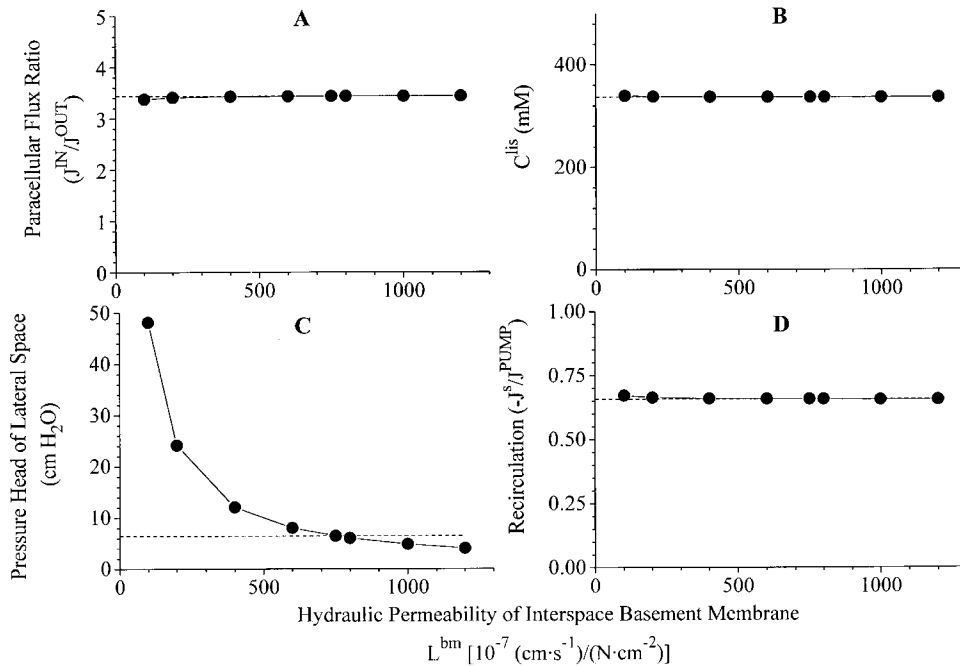 A
Paracellular Flux Ratio
(J^IN/J^OUT)
5
4
3
2
1
0
0
500
1000
B
C^lis (mM)
400
200
0
0
500
1000
C
Pressure Head of Lateral Space
(cm H₂O)
50
40
30
20
10
0
0
500
1000
D
Recirculation (-J^s/J^PUMP)
1.00
0.75
0.50
0.25
0.00
0
500
1000
Hydraulic Permeability of Interspace Basement Membrane
L^bm [10^-7 (cm·s^-1)/(N·cm^-2)]